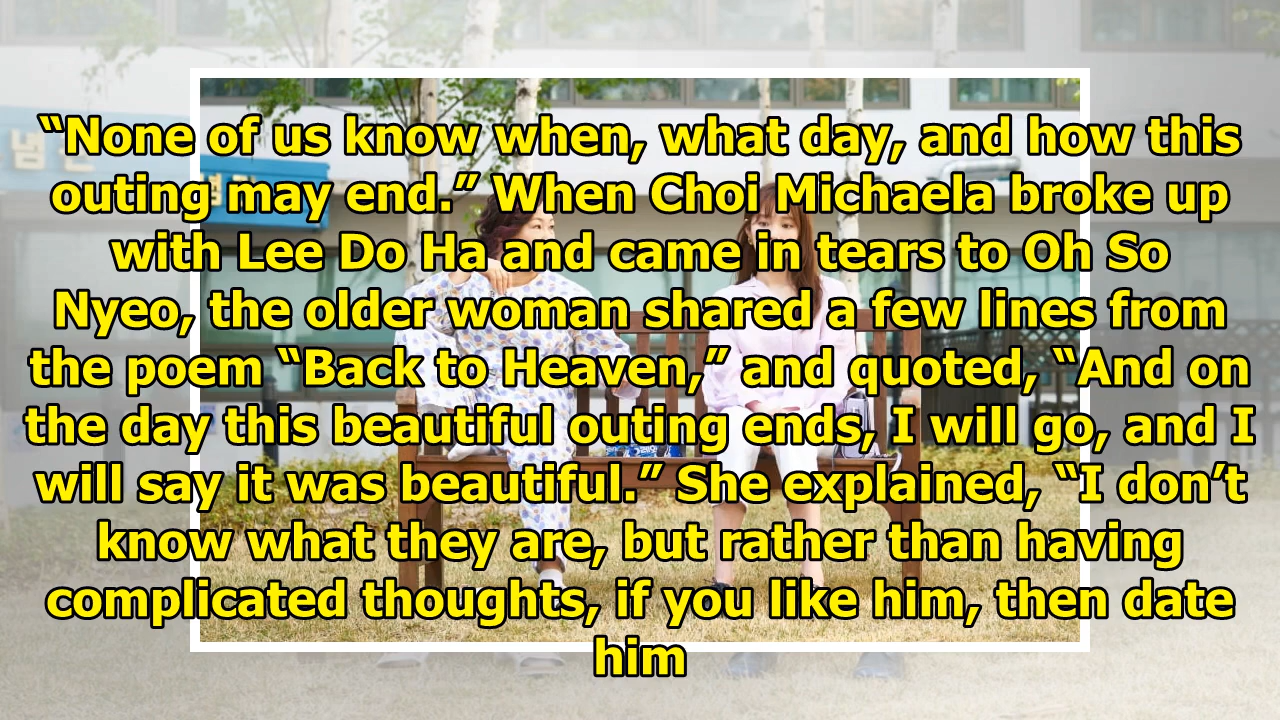 “None of us know when, what day, and how this
outing may end.” When Choi Michaela broke up
with Lee Do Ha and came in tears to Oh So
Nyeo, the older woman shared a few lines from
the poem “Back to Heaven,” and quoted, “And on
the day this beautiful outing ends, I will go, and I
will say it was beautiful.” She explained, “I don’t
know what they are, but rather than having
complicated thoughts, if you like him, then date
him